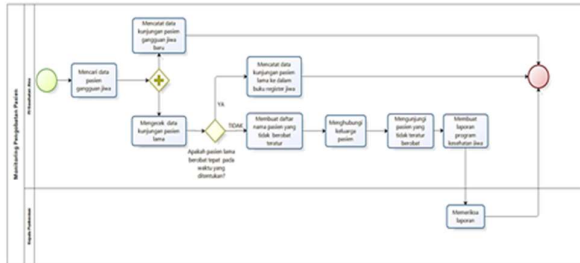 Monitoring Pengobatan Pasien
Mencari data
pasien
gangguan jiwa
Mencatat data
kunjungan pasien
gangguan jiwa
baru
Mengecek data
kunjungan pasien
lama
Apakah pasien lama
berobat tepat pada
waktu yang
ditentukan?
YA
TIDAK
Mencatat data
kunjungan pasien
lama ke dalam
buku register jiwa
Membuat daftar
nama pasien yang
tidak berobat
teratur
Menghubungi
keluarga
pasien
Mengunjungi
pasien yang
tidak teratur
berobat
Membuat
laporan
program
kesehatan jiwa
Kepala Puskesmas
Memeriksa
laporan